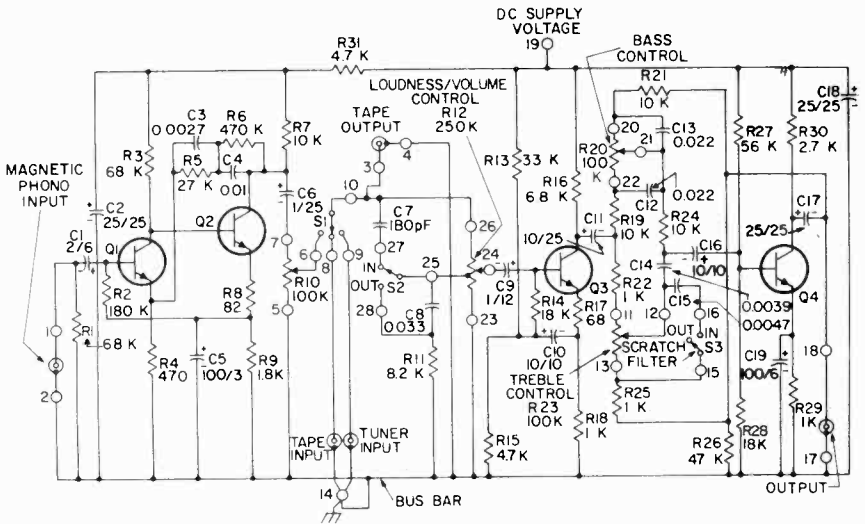 DC SUPPLY
VOLTAGE
19
BASS
CONTROL
R31
4.7 K
LOUDNESS/VOLUME
CONTROL
R12
250K
TAPE
OUTPUT
3
4
R21
10 K
C18
25/25
C3
0.0027
R6
470 K
R7
10 K
R3
68 K
R5
27 K
C4
0.01
MAGNETIC
PHONO
INPUT
C2
25/25
C1
2/6
Q1
Q2
C6
1/25
10
S1
7
6
8
9
R10
100K
5
C7
180pF
27
IN
OUT
S2
28
25
26
24
23
C8
0.033
R11
8.2 K
R2
180 K
R1
68 K
R4
470
C5
100/3
R8
82
R9
1.8K
1
2
R13
33 K
R16
6.8 K
C11
10/25
C9
1/12
Q3
R14
18 K
R17
68
C10
10/10
R15
4.7K
R18
1 K
20
21
C13
0.022
R20
100
K
22
C12
0.022
R19
10 K
R24
10 K
R22
1 K
C14
C16
10/10
0.0039
0.0047
C15
11
12
16
OUT
IN
S3
SCRATCH
FILTER
15
13
TREBLE
CONTROL
R23
100K
R25
1 K
R26
47 K
R27
56 K
R30
2.7 K
C17
25/25
Q4
C19
100/6
R28
18K
R29
1K
18
17
OUTPUT
TAPE
INPUT
TUNER
INPUT
14
BUS BAR